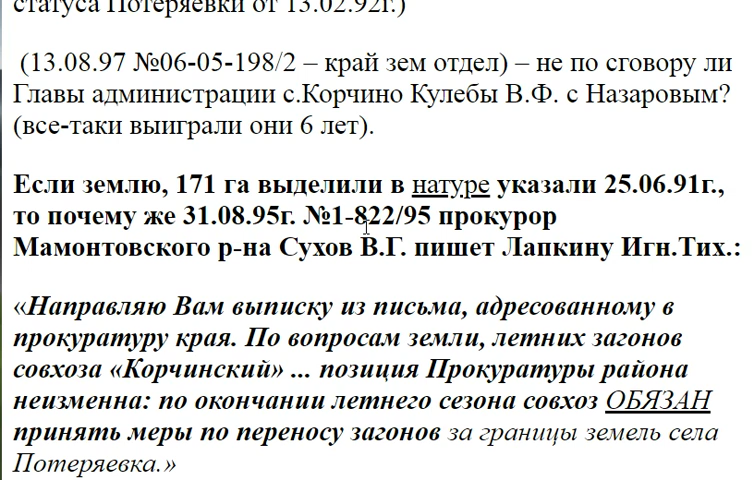 статуса Потеряевки от 13.02.92г.)
(13.08.97 №06-05-198/2 – край зем отдел) – не по сговору ли
Главы администрации с.Корчино Кулебы В.Ф. с Назаровым?
(все-таки выиграли они 6 лет).
Если землю, 171 га выделили в натуре указали 25.06.91г.,
то почему же 31.08.95г. №1-822/95 прокурор
Мамонтовского р-на Сухов В.Г. пишет Лапкину Игн.Тих.:
«Направляю Вам выписку из письма, адресованному в
прокуратуру края. По вопросам земли, летних загонов
совхоза «Корчинский» ... позиция Прокуратуры района
неизменна: по окончании летнего сезона совхоз ОБЯЗАН
принять меры по переносу загонов за границы земель села
Потеряевка.»